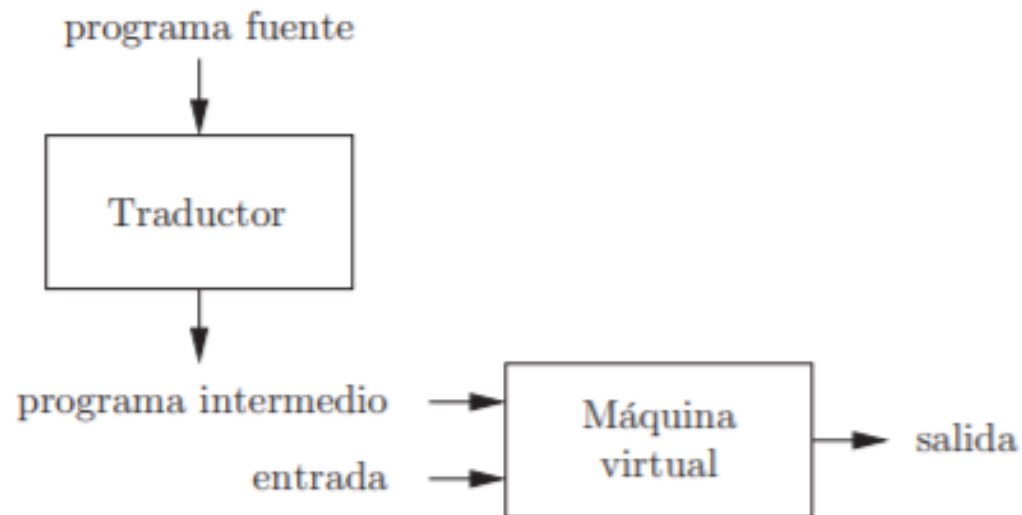 programa fuente
Traductor
programa intermedio
entrada
Máquina
virtual
salida